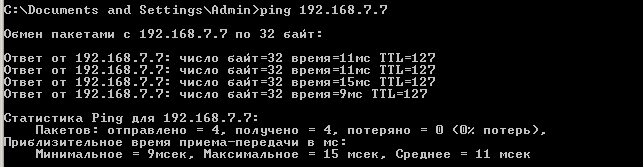 C:\Documents and Settings\Admin>ping 192.168.7.7
Обмен пакетами с 192.168.7.7 по 32 байт:
Ответ от 192.168.7.7: число байт=32 время=11мс TTL=127
Ответ от 192.168.7.7: число байт=32 время=11мс TTL=127
Ответ от 192.168.7.7: число байт=32 время=15мс TTL=127
Ответ от 192.168.7.7: число байт=32 время=9мс TTL=127
Статистика Ping для 192.168.7.7:
Пакетов: отправлено = 4, получено = 4, потеряно = 0 (0% потерь),
Приблизительное время приема-передачи в мс:
Минимальное = 9мсек, Максимальное = 15 мсек, Среднее = 11 мсек